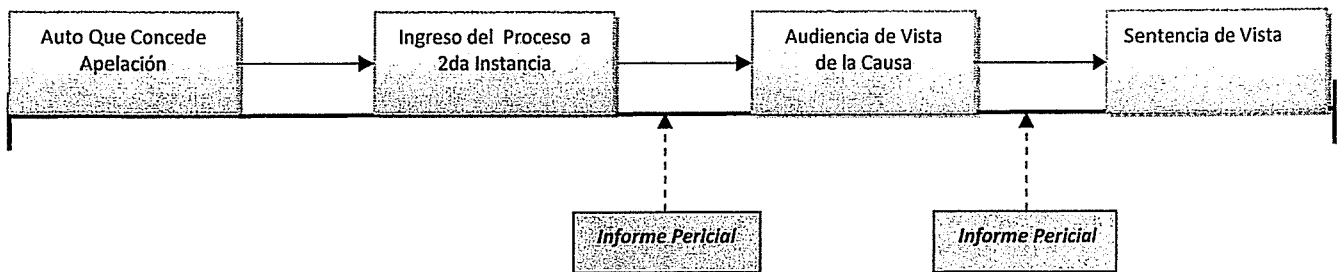 Auto Que Concede
Apelación
Ingreso del Proceso a
2da Instancia
Audiencia de Vista
de la Causa
Sentencia de Vista
Informe Pericial
Informe Pericial